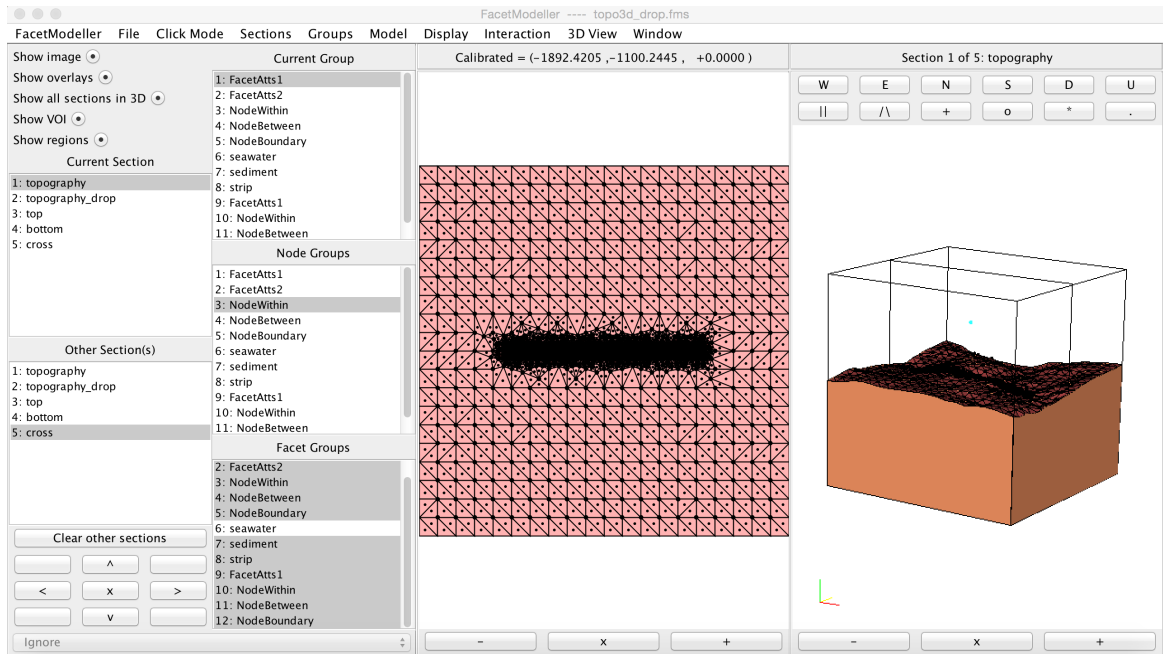 FacetModeller ---- topo3d_drop.fms
FacetModeller File Click Mode Sections Groups Model Display Interaction 3D View Window
Show image
Show overlays
Show all sections in 3D
Show VOI
Show regions
Current Section
1: topography
2: topography_drop
3: top
4: bottom
5: cross
Other Section(s)
1: topography
2: topography_drop
3: top
4: bottom
5: cross
Clear other sections
^
< x >
v
Ignore
Current Group
1: FacetAtts1
2: FacetAtts2
3: NodeWithin
4: NodeBetween
5: NodeBoundary
6: seawater
7: sediment
8: strip
9: FacetAtts1
10: NodeWithin
11: NodeBetween
Node Groups
1: FacetAtts1
2: FacetAtts2
3: NodeWithin
4: NodeBetween
5: NodeBoundary
6: seawater
7: sediment
8: strip
9: FacetAtts1
10: NodeWithin
11: NodeBetween
Facet Groups
2: FacetAtts2
3: NodeWithin
4: NodeBetween
5: NodeBoundary
6: seawater
7: sediment
8: strip
9: FacetAtts1
10: NodeWithin
11: NodeBetween
12: NodeBoundary
Calibrated = (-1892.4205 ,-1100.2445 , +0.0000 )
- x +
Section 1 of 5: topography
W E N S D U
|| /\ + o * .
- x +